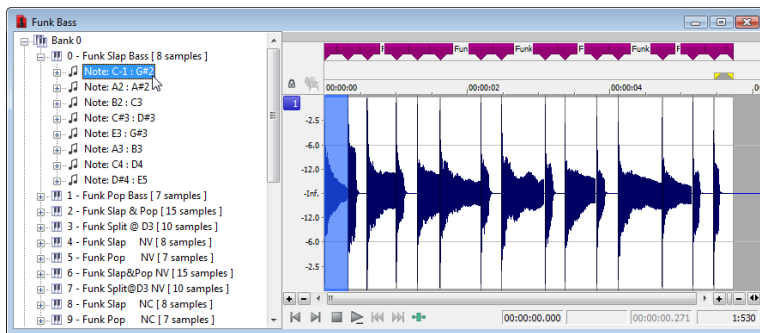 Funk Bass
Bank 0
0 - Funk Slap Bass [ 8 samples ]
Note: C-1 : G#2
Note: A2 : A#2
Note: B2 : C3
Note: C#3 : D#3
Note: E3 : G#3
Note: A3 : B3
Note: C4 : D4
Note: D#4 : E5
1 - Funk Pop Bass [ 7 samples ]
2 - Funk Slap & Pop [ 15 samples ]
3 - Funk Split @ D3 [ 10 samples ]
4 - Funk Slap NV [ 8 samples ]
5 - Funk Pop NV [ 7 samples ]
6 - Funk Slap&Pop NV [ 15 samples ]
7 - Funk Split@D3 NV [ 10 samples ]
8 - Funk Slap NC [ 8 samples ]
9 - Funk Pop NC [ 7 samples ]
F Fun Funk F Funk F
00:00:00 00:00:02 00:00:04
1
-2.5
-6.0
-12.0
-Inf.
-12.0
-6.0
-2.5
00:00:00.000 00:00:00.271 1:530